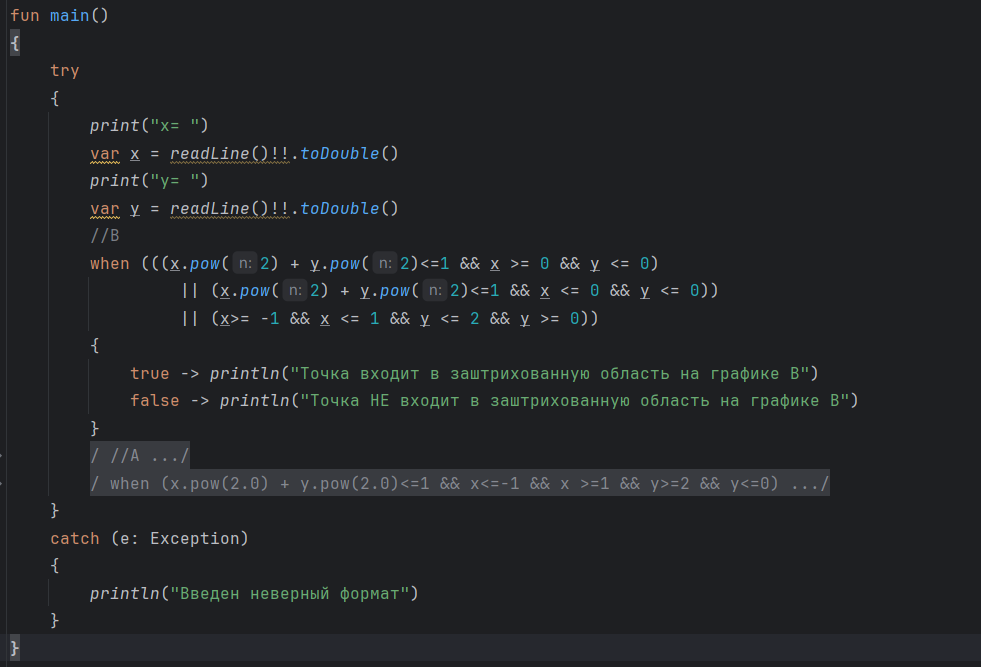 fun main()
{
    try
    {
        print("x= ")
        var x = readLine()!!.toDouble()
        print("y= ")
        var y = readLine()!!.toDouble()
        //В
        when (((x.pow( n: 2) + y.pow( n: 2)<=1 && x >= 0 && y <= 0)
                || (x.pow( n: 2) + y.pow( n: 2)<=1 && x <= 0 && y <= 0))
                || (x>= -1 && x <= 1 && y <= 2 && y >= 0))
        {
            true -> println("Точка входит в заштрихованную область на графике В")
            false -> println("Точка НЕ входит в заштрихованную область на графике В")
        }
        / //А .../
        / when (x.pow(2.0) + y.pow(2.0)<=1 && x<=-1 && x >=1 && y>=2 && y<=0) .../
    }
    catch (e: Exception)
    {
        println("Введен неверный формат")
    }
}